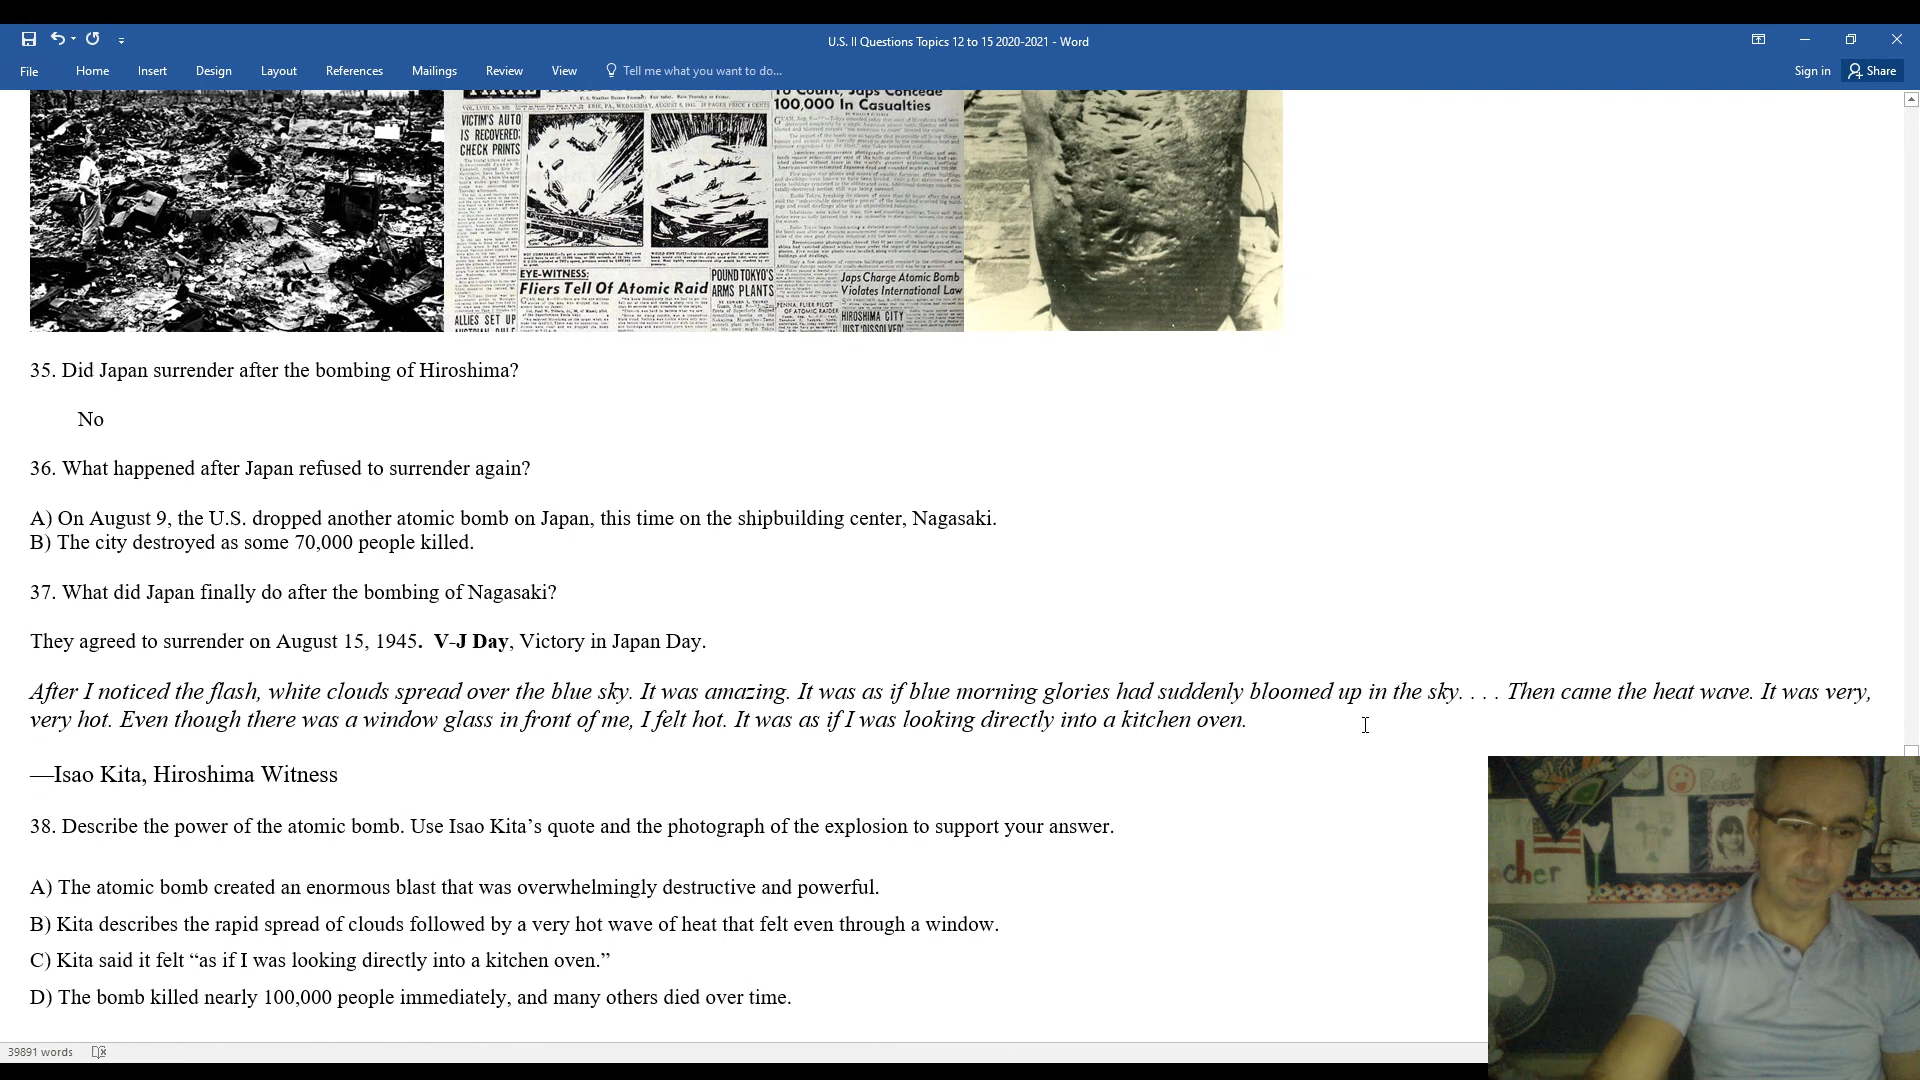 U.S. II Questions Topics 12 to 15 2020-2021 - Word
File Home Insert Design Layout References Mailings Review View Tell me what you want to do... Sign in Share
To Count, Japs Concede
100,000 In Casualties
VICTIM'S AUTO
IS RECOVERED;
CHECK PRINTS
EYE-WITNESS:
Fliers Tell Of Atomic Raid
ALLIES SET UP
POUND TOKYO'S
ARMS PLANTS
PENNA. FLIER PILOT
OF ATOMIC RAIDER
Japs Charge Atomic Bomb
Violates International Law
HIROSHIMA CITY
JUST 'DISSOLVED'
35. Did Japan surrender after the bombing of Hiroshima?
No
36. What happened after Japan refused to surrender again?
A) On August 9, the U.S. dropped another atomic bomb on Japan, this time on the shipbuilding center, Nagasaki.
B) The city destroyed as some 70,000 people killed.
37. What did Japan finally do after the bombing of Nagasaki?
They agreed to surrender on August 15, 1945. V-J Day, Victory in Japan Day.
After I noticed the flash, white clouds spread over the blue sky. It was amazing. It was as if blue morning glories had suddenly bloomed up in the sky. . . . Then came the heat wave. It was very,
very hot. Even though there was a window glass in front of me, I felt hot. It was as if I was looking directly into a kitchen oven.
—Isao Kita, Hiroshima Witness
38. Describe the power of the atomic bomb. Use Isao Kita’s quote and the photograph of the explosion to support your answer.
A) The atomic bomb created an enormous blast that was overwhelmingly destructive and powerful.
B) Kita describes the rapid spread of clouds followed by a very hot wave of heat that felt even through a window.
C) Kita said it felt “as if I was looking directly into a kitchen oven.”
D) The bomb killed nearly 100,000 people immediately, and many others died over time.
39891 words